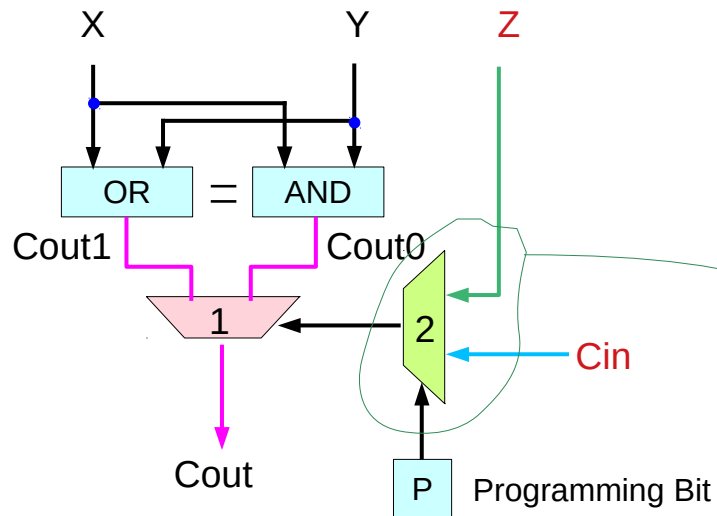 X Y Z
OR = AND
Cout1 Cout0
1 2
Cin
Cout
P Programming Bit